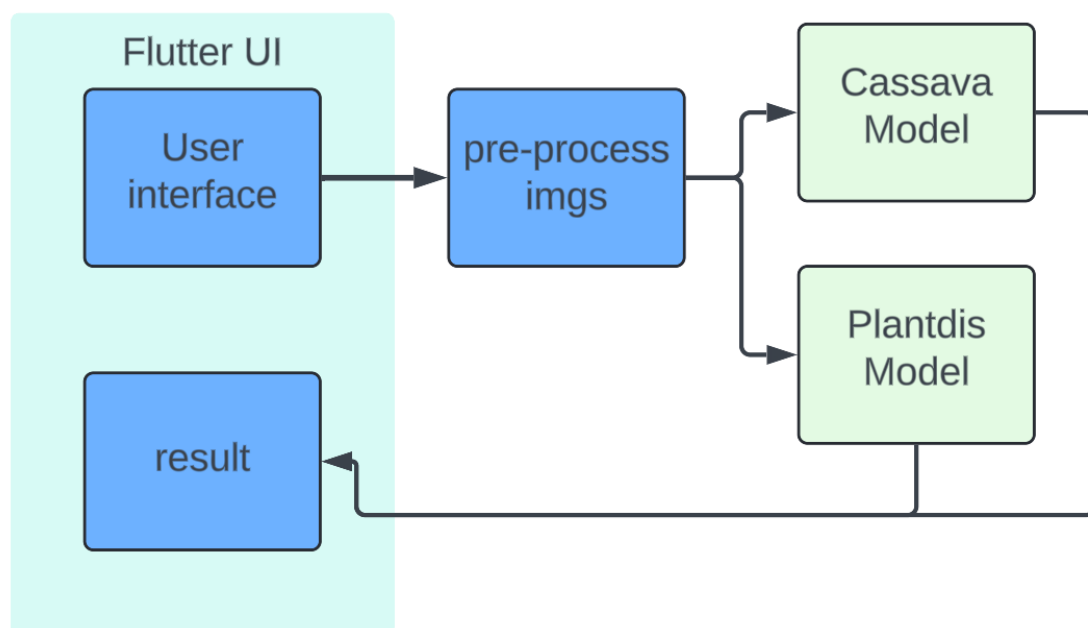 Flutter UI
User
interface
pre-process
imgs
Cassava
Model
Plantdis
Model
result